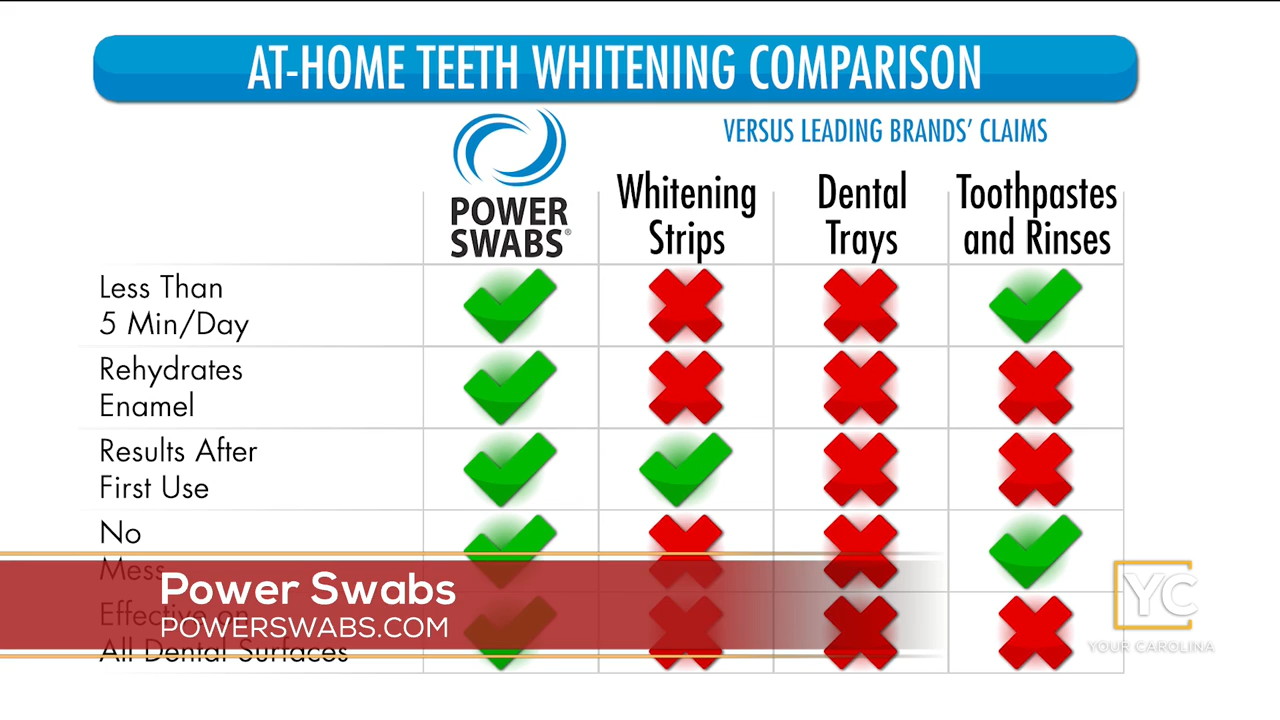 AT-HOME TEETH WHITENING COMPARISON
VERSUS LEADING BRANDS' CLAIMS
POWER
SWABS®
Whitening
Strips
Dental
Trays
Toothpastes
and Rinses
Less Than
5 Min/Day
Rehydrates
Enamel
Results After
First Use
No
Mess
Effective on
All Dental Surfaces
Power Swabs
POWERSWABS.COM
YC
YOUR CAROLINA